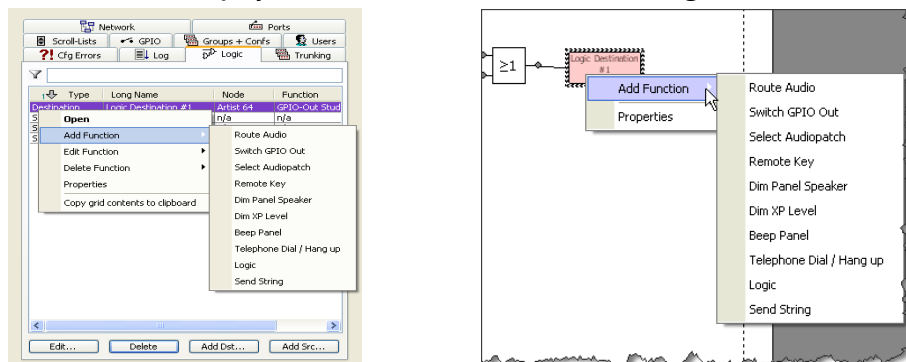 Network Ports
Scroll-Lists GPIO Groups + Confs Users
?! Cfg Errors Log Logic Trunking
Type Long Name Node Function
Destination Logic Destination #1 Artist 64 GPIO-Out Stud
S n/a n/a
S
S
Open
Add Function
Edit Function
Delete Function
Properties
Copy grid contents to clipboard
Route Audio
Switch GPIO Out
Select Audiopatch
Remote Key
Dim Panel Speaker
Dim XP Level
Beep Panel
Telephone Dial / Hang up
Logic
Send String
Edit... Delete Add Dst... Add Src...
≥1
Logic Destination
#1
Add Function
Properties
Route Audio
Switch GPIO Out
Select Audiopatch
Remote Key
Dim Panel Speaker
Dim XP Level
Beep Panel
Telephone Dial / Hang up
Logic
Send String